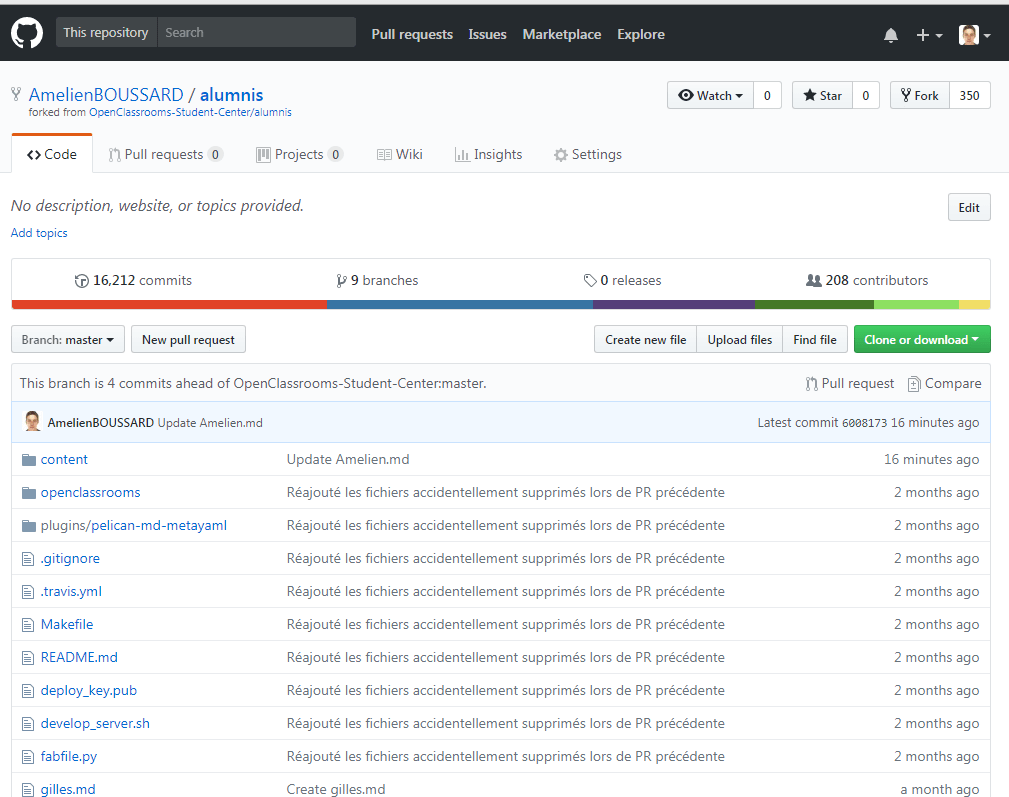 This repository Search Pull requests Issues Marketplace Explore
AmelienBOUSSARD / alumnis Watch 0 Star 0 Fork 350
forked from OpenClassrooms-Student-Center/alumnis
Code Pull requests 0 Projects 0 Wiki Insights Settings
No description, website, or topics provided. Edit
Add topics
16,212 commits 9 branches 0 releases 208 contributors
Branch: master New pull request Create new file Upload files Find file Clone or download
This branch is 4 commits ahead of OpenClassrooms-Student-Center:master. Pull request Compare
AmelienBOUSSARD Update Amelien.md Latest commit 6008173 16 minutes ago
content Update Amelien.md 16 minutes ago
openclassrooms Réajouté les fichiers accidentellement supprimés lors de PR précédente 2 months ago
plugins/pelican-md-metayaml Réajouté les fichiers accidentellement supprimés lors de PR précédente 2 months ago
.gitignore Réajouté les fichiers accidentellement supprimés lors de PR précédente 2 months ago
.travis.yml Réajouté les fichiers accidentellement supprimés lors de PR précédente 2 months ago
Makefile Réajouté les fichiers accidentellement supprimés lors de PR précédente 2 months ago
README.md Réajouté les fichiers accidentellement supprimés lors de PR précédente 2 months ago
deploy_key.pub Réajouté les fichiers accidentellement supprimés lors de PR précédente 2 months ago
develop_server.sh Réajouté les fichiers accidentellement supprimés lors de PR précédente 2 months ago
fabfile.py Réajouté les fichiers accidentellement supprimés lors de PR précédente 2 months ago
gilles.md Create gilles.md a month ago